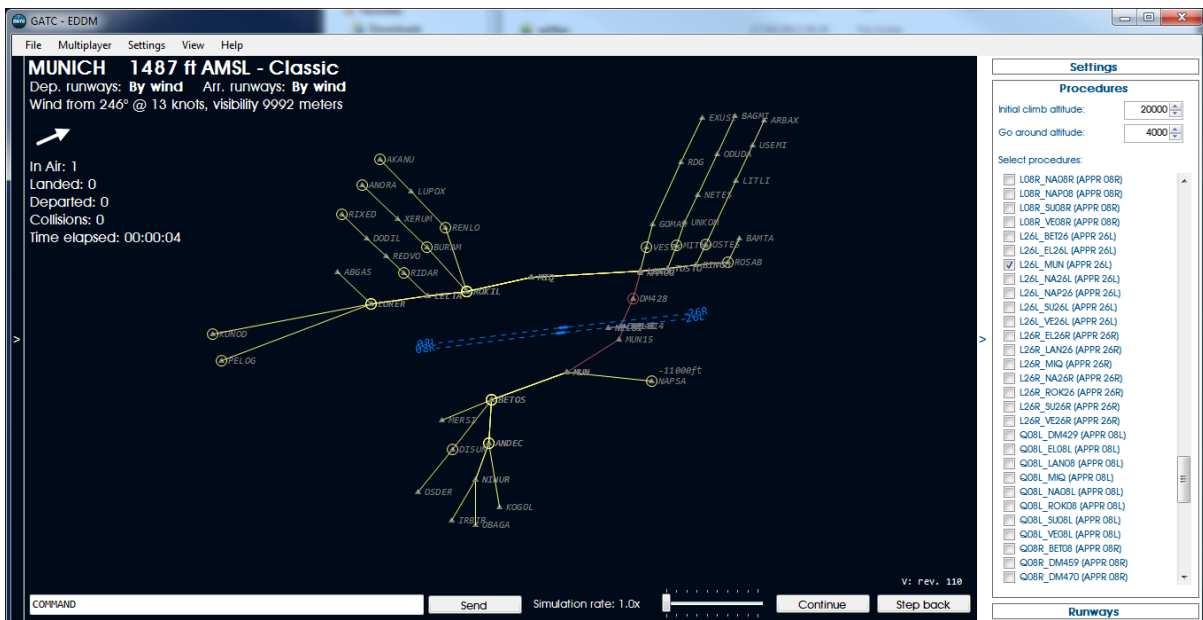 GATC - EDDM
File Multiplayer Settings View Help
MUNICH 1487 ft AMSL - Classic
Dep. runways: By wind Arr. runways: By wind
Wind from 246° @ 13 knots, visibility 9992 meters
In Air: 1
Landed: 0
Departed: 0
Collisions: 0
Time elapsed: 00:00:04
EXUSI
BAGMI
ARBAX
USEMI
ODUDA
RDG
LITLI
NETES
GOMAR
UNKOM
BAMTA
ROSAB
AKANU
LUPOX
ANORA
XERUM
RENLO
RIXED
DODIL
BURAM
REDVO
RIDAR
ABGAS
LELTA
ROKIL
MIQ
DM428
LURER
KUNOD
PELOG
08L
08R
26R
26L
MUN15
MUN
-11000ft
NAPSA
BETOS
MERSI
DISUN
ANDEC
NINUR
OSDER
KOGOL
IRBIR
OBAGA
V: rev. 110
COMMAND
Send
Simulation rate: 1.0x
Continue
Step back
Settings
Procedures
Initial climb altitude: 20000
Go around altitude: 4000
Select procedures:
L08R_NA08R (APPR 08R)
L08R_NAP08 (APPR 08R)
L08R_SU08R (APPR 08R)
L08R_VE08R (APPR 08R)
L26L_BET26 (APPR 26L)
L26L_EL26L (APPR 26L)
L26L_MUN (APPR 26L)
L26L_NA26L (APPR 26L)
L26L_NAP26 (APPR 26L)
L26L_SU26L (APPR 26L)
L26L_VE26L (APPR 26L)
L26R_EL26R (APPR 26R)
L26R_LAN26 (APPR 26R)
L26R_MIQ (APPR 26R)
L26R_NA26R (APPR 26R)
L26R_ROK26 (APPR 26R)
L26R_SU26R (APPR 26R)
L26R_VE26R (APPR 26R)
Q08L_DM429 (APPR 08L)
Q08L_EL08L (APPR 08L)
Q08L_LAN08 (APPR 08L)
Q08L_MIQ (APPR 08L)
Q08L_NA08L (APPR 08L)
Q08L_ROK08 (APPR 08L)
Q08L_SU08L (APPR 08L)
Q08L_VE08L (APPR 08L)
Q08R_BET08 (APPR 08R)
Q08R_DM459 (APPR 08R)
Q08R_DM470 (APPR 08R)
Runways